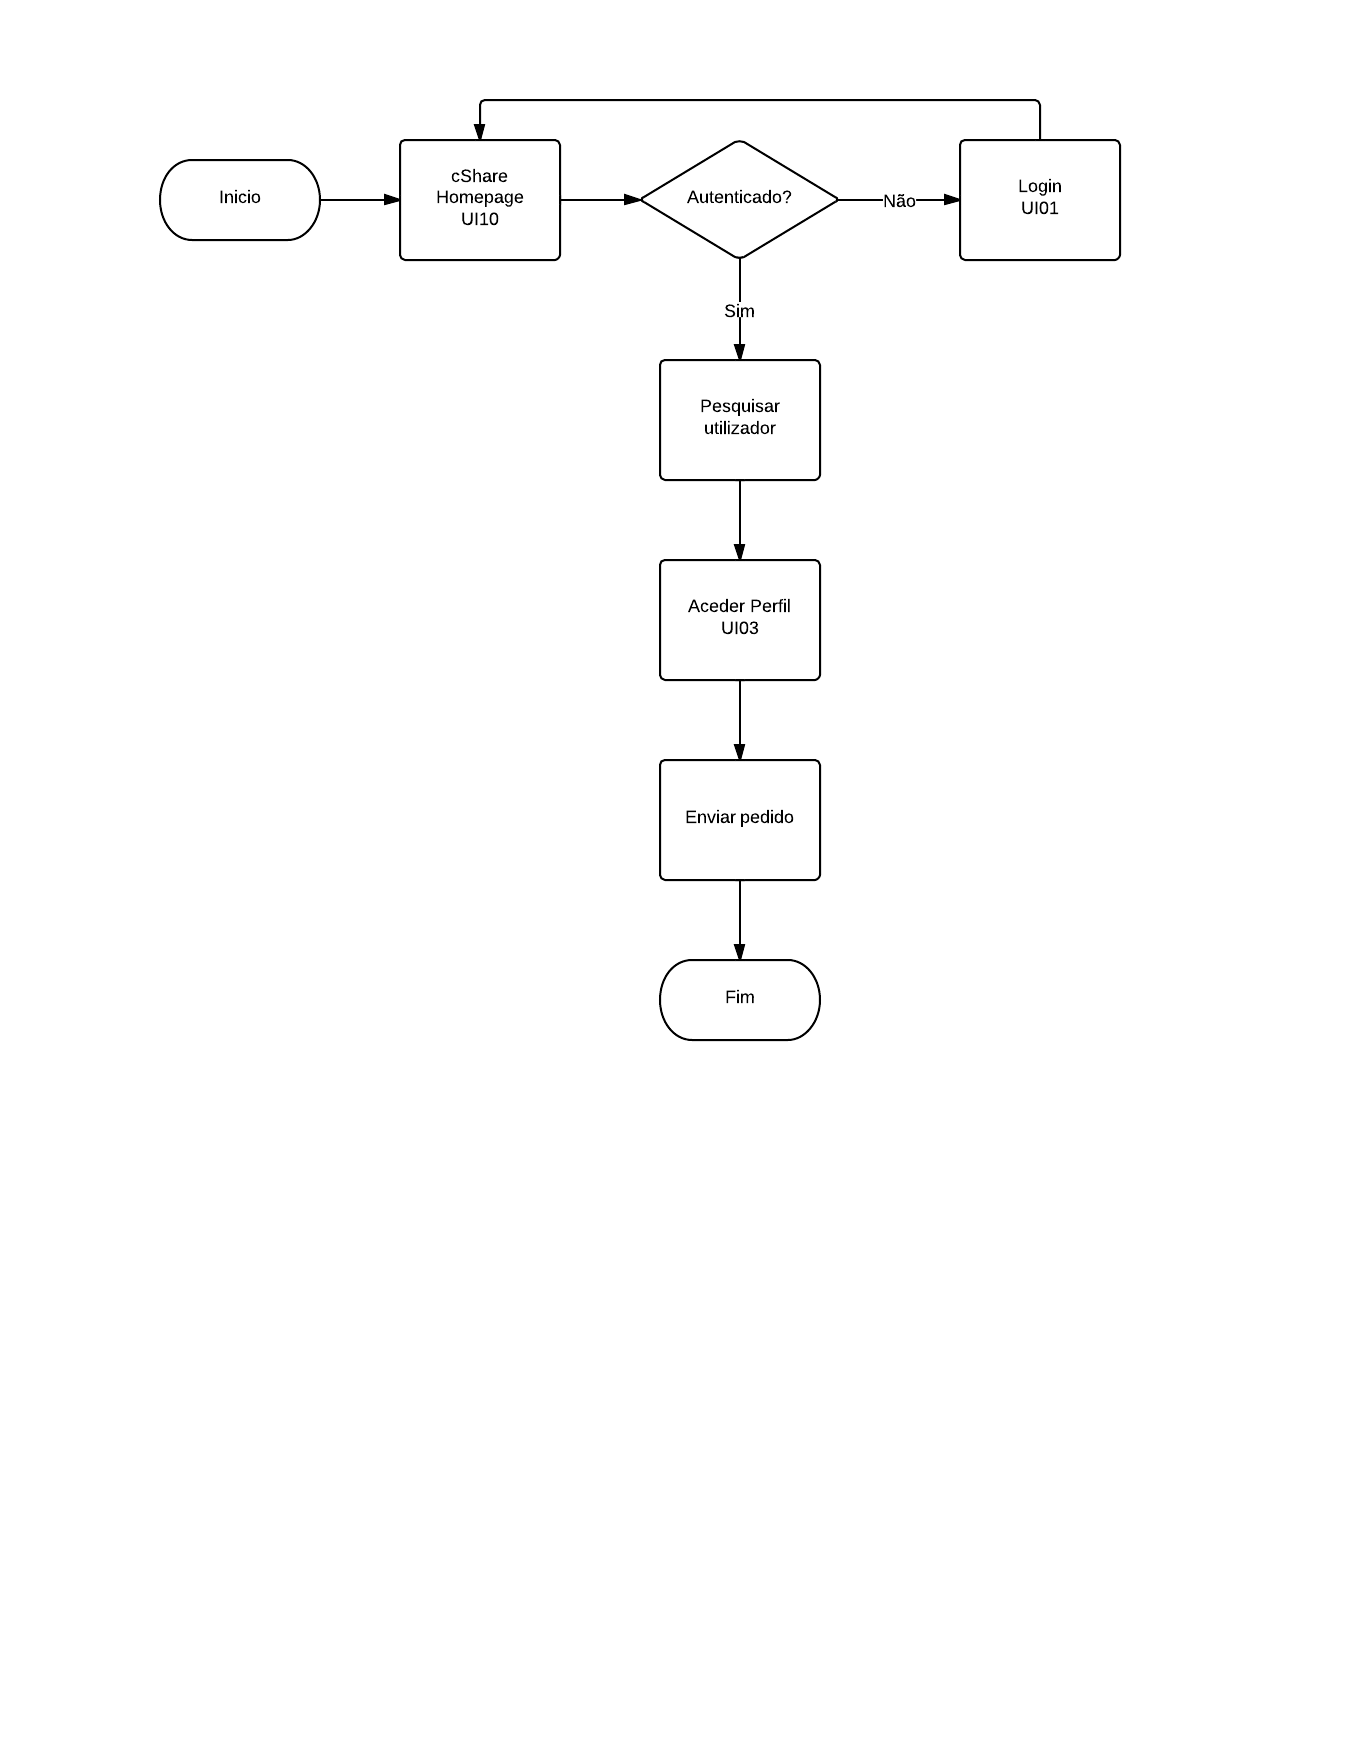 Inicio
cShare
Homepage
UI10
Autenticado?
Não
Login
UI01
Sim
Pesquisar
utilizador
Aceder Perfil
UI03
Enviar pedido
Fim